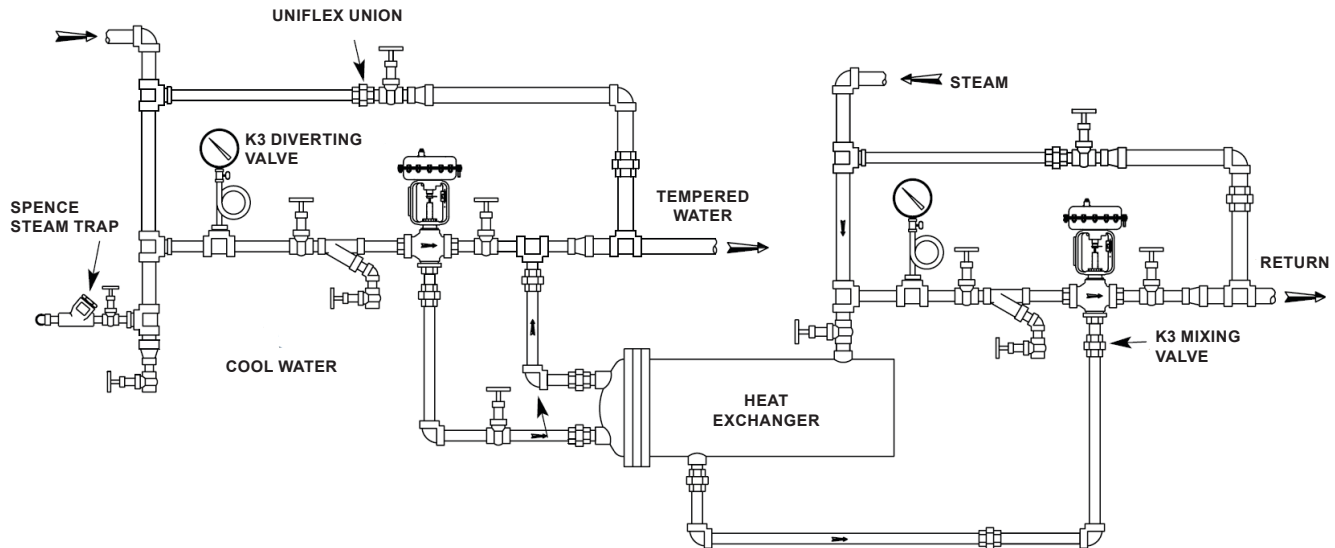 UNIFLEX UNION
STEAM
K3 DIVERTING
VALVE
SPENCE
STEAM TRAP
TEMPERED
WATER
RETURN
K3 MIXING
VALVE
COOL WATER
HEAT
EXCHANGER